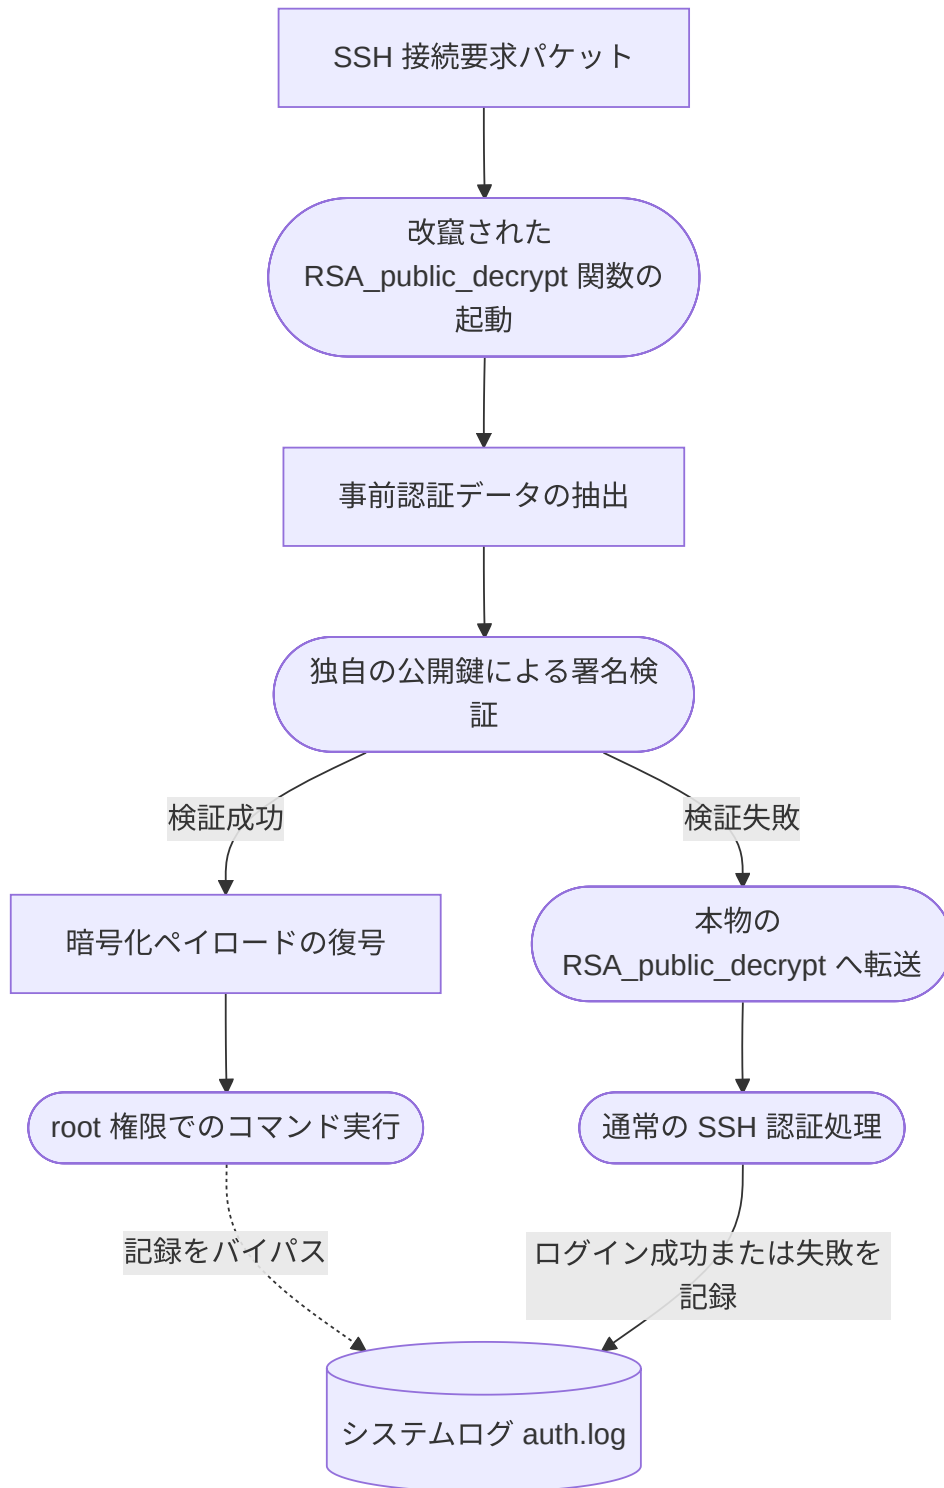 SSH 接続要求パケット
改竄された
RSA_public_decrypt 関数の
起動
事前認証データの抽出
独自の公開鍵による署名検
証
検証成功
検証失敗
暗号化ペイロードの復号
本物の
RSA_public_decrypt へ転送
root 権限でのコマンド実行
通常の SSH 認証処理
記録をバイパス
ログイン成功または失敗を
記録
システムログ auth.log